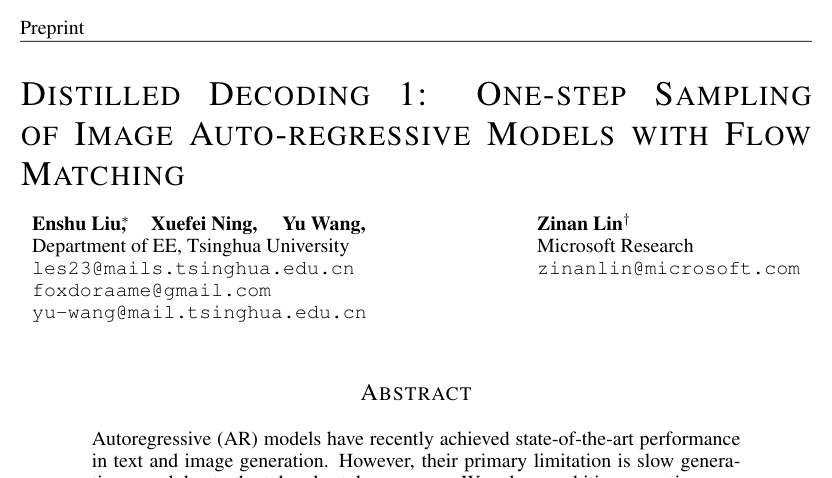 Preprint
DISTILLED DECODING 1: ONE-STEP SAMPLING
OF IMAGE AUTO-REGRESSIVE MODELS WITH FLOW
MATCHING
Enshu Liu,* Xuefei Ning, Yu Wang,
Department of EE, Tsinghua University
les23@mails.tsinghua.edu.cn
foxdoraame@gmail.com
yu-wang@mail.tsinghua.edu.cn
Zinan Lin†
Microsoft Research
zinanlin@microsoft.com
ABSTRACT
Autoregressive (AR) models have recently achieved state-of-the-art performance
in text and image generation. However, their primary limitation is slow genera-